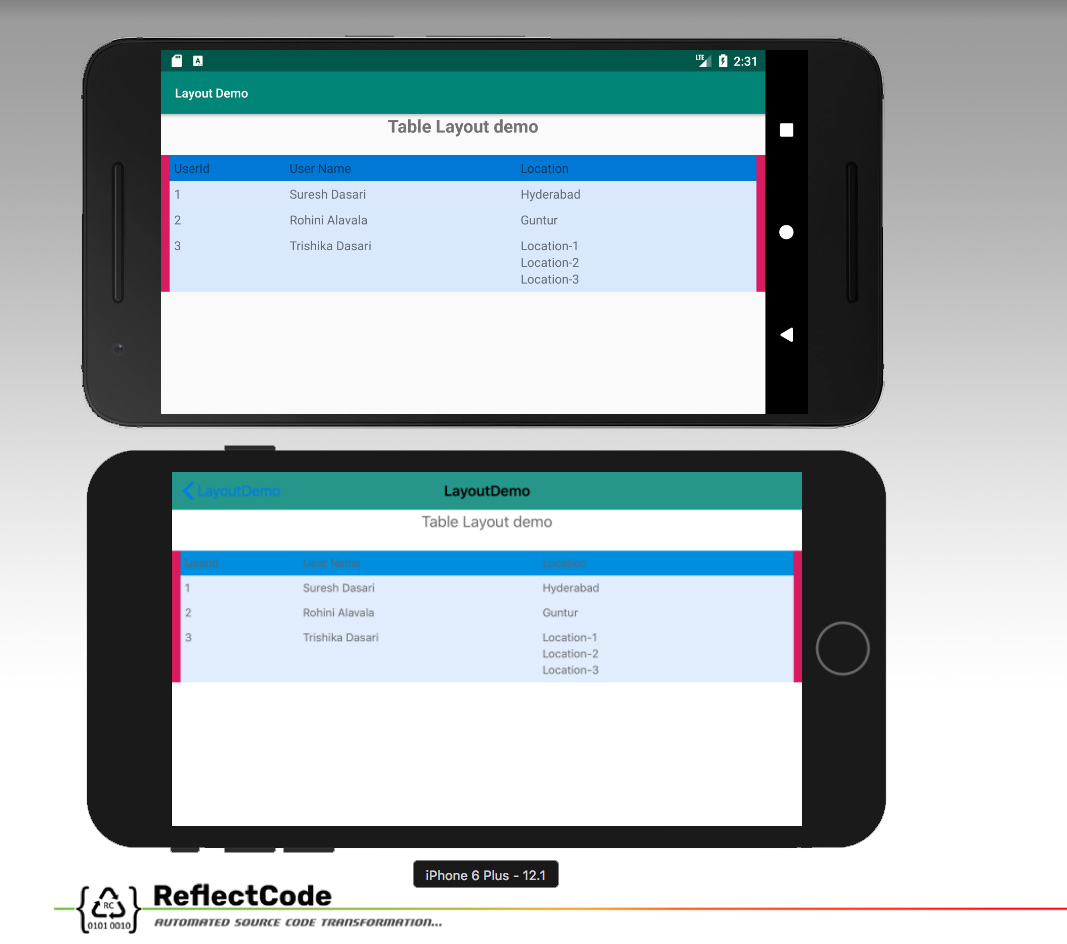 LTE 2:31
A
Layout Demo
Table Layout demo
UserId User Name Location
1 Suresh Dasari Hyderabad
2 Rohini Alavala Guntur
3 Trishika Dasari Location-1
Location-2
Location-3
LayoutDemo LayoutDemo
Table Layout demo
UserId User Name Location
1 Suresh Dasari Hyderabad
2 Rohini Alavala Guntur
3 Trishika Dasari Location-1
Location-2
Location-3
iPhone 6 Plus - 12.1
RC
0101 0010
ReflectCode
AUTOMATED SOURCE CODE TRANSFORMATION...